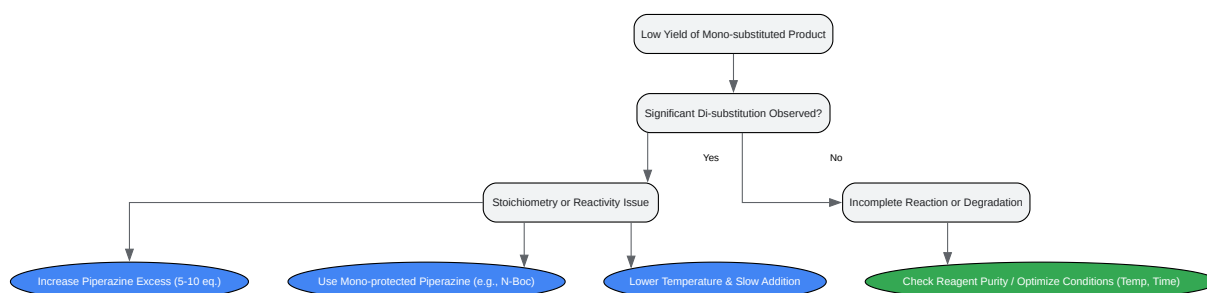 Low Yield of Mono-substituted Product
Significant Di-substitution Observed?
Yes
No
Stoichiometry or Reactivity Issue
Incomplete Reaction or Degradation
Increase Piperazine Excess (5-10 eq.)
Use Mono-protected Piperazine (e.g., N-Boc)
Lower Temperature & Slow Addition
Check Reagent Purity / Optimize Conditions (Temp, Time)